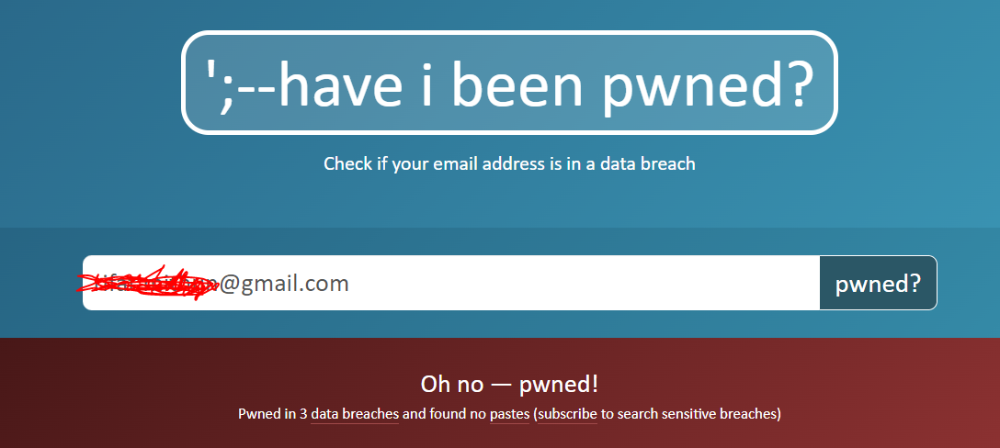 ';--have i been pwned?
Check if your email address is in a data breach
@gmail.com
pwned?
Oh no — pwned!
Pwned in 3 data breaches and found no pastes (subscribe to search sensitive breaches)